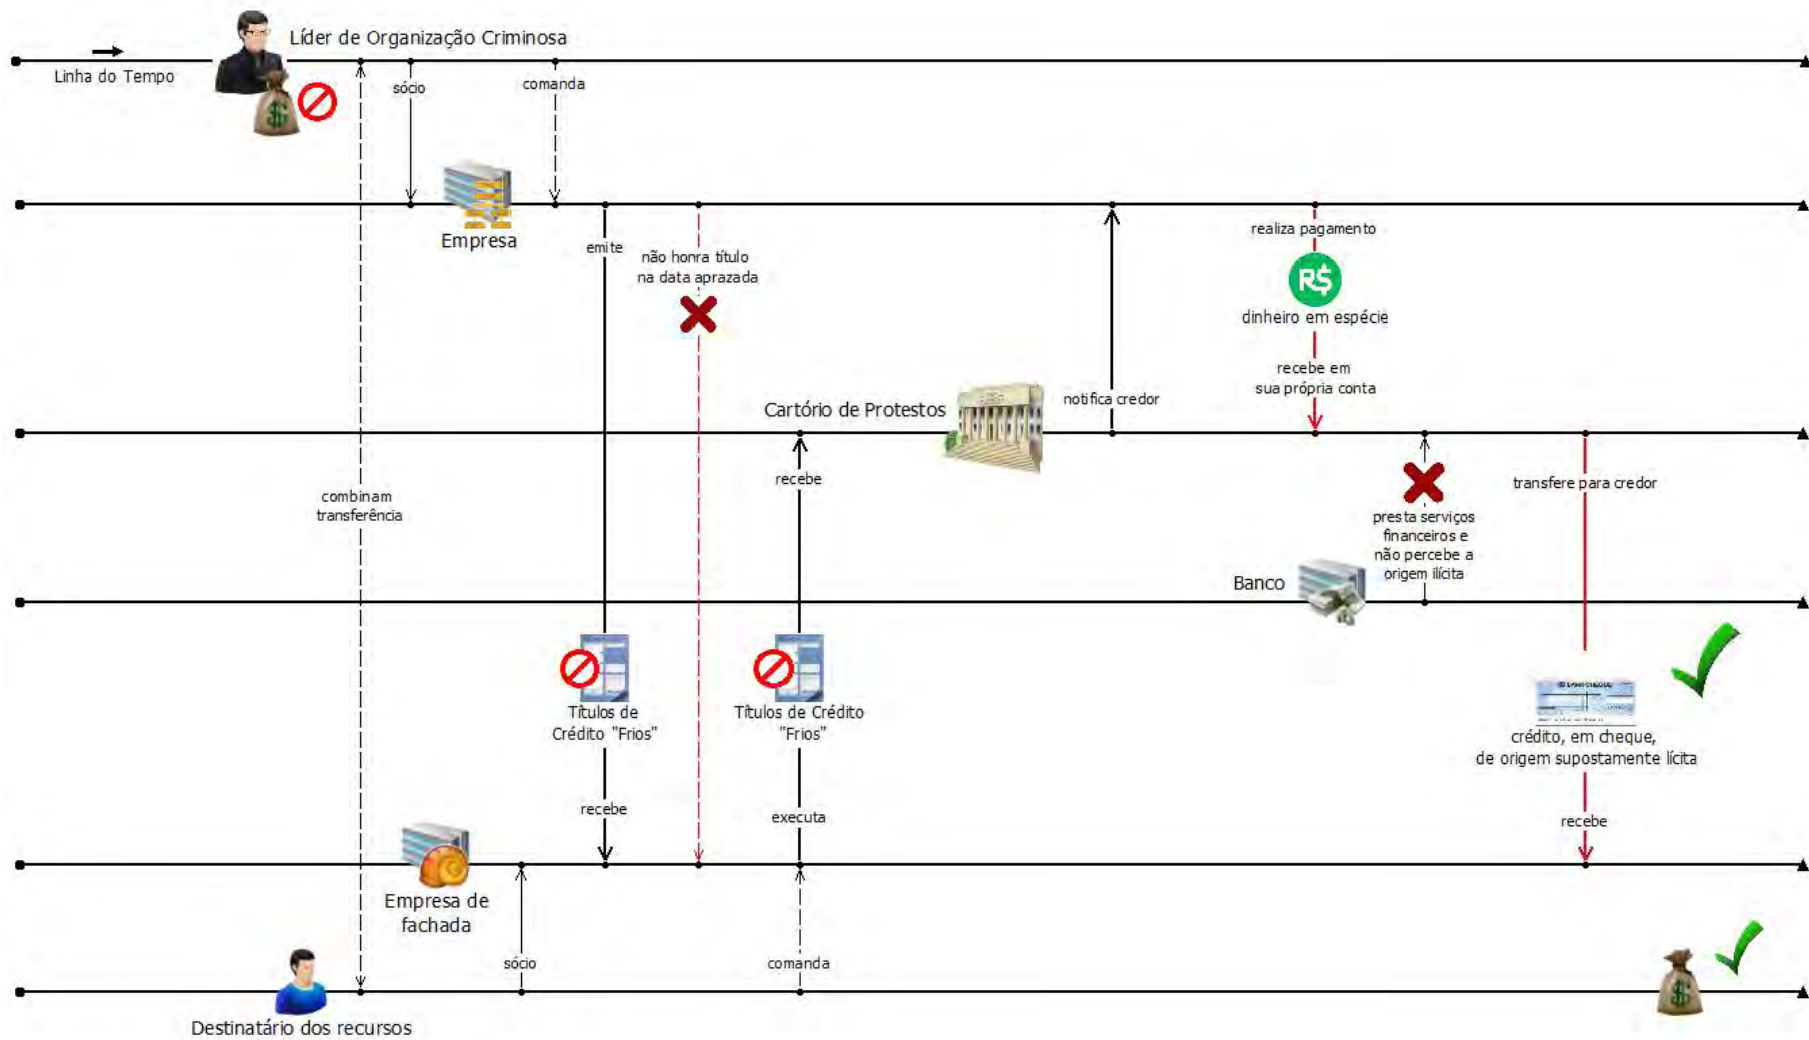 Líder de Organização Criminosa
Linha do Tempo
sócio
comanda
Empresa
emite
não honra título
na data aprazada
realiza pagamento
R$
dinheiro em espécie
recebe em
sua própria conta
Cartório de Protestos
notifica credor
recebe
combinam
transferência
transfere para credor
presta serviços
financeiros e
não percebe a
origem ilícita
Banco
Títulos de
Crédito "Frios"
Títulos de Crédito
"Frios"
crédito, em cheque,
de origem supostamente lícita
recebe
executa
recebe
Empresa de
fachada
sócio
comanda
Destinatário dos recursos